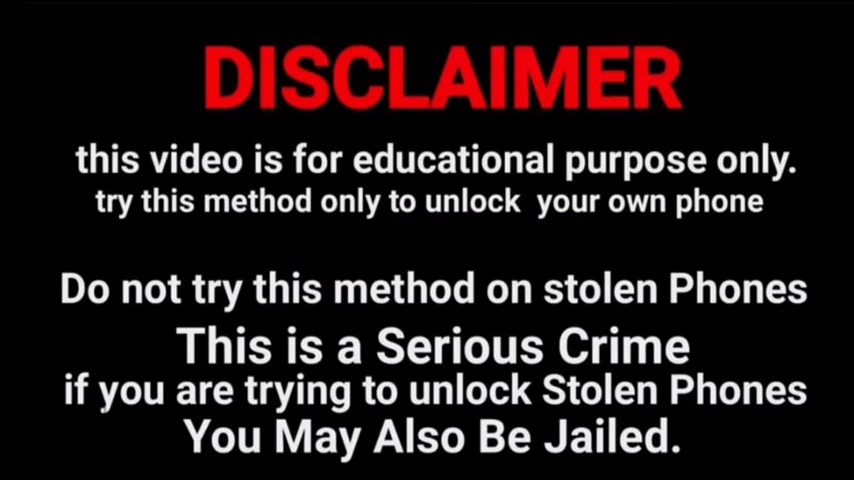 DISCLAIMER
this video is for educational purpose only.
try this method only to unlock your own phone
Do not try this method on stolen Phones
This is a Serious Crime
if you are trying to unlock Stolen Phones
You May Also Be Jailed.